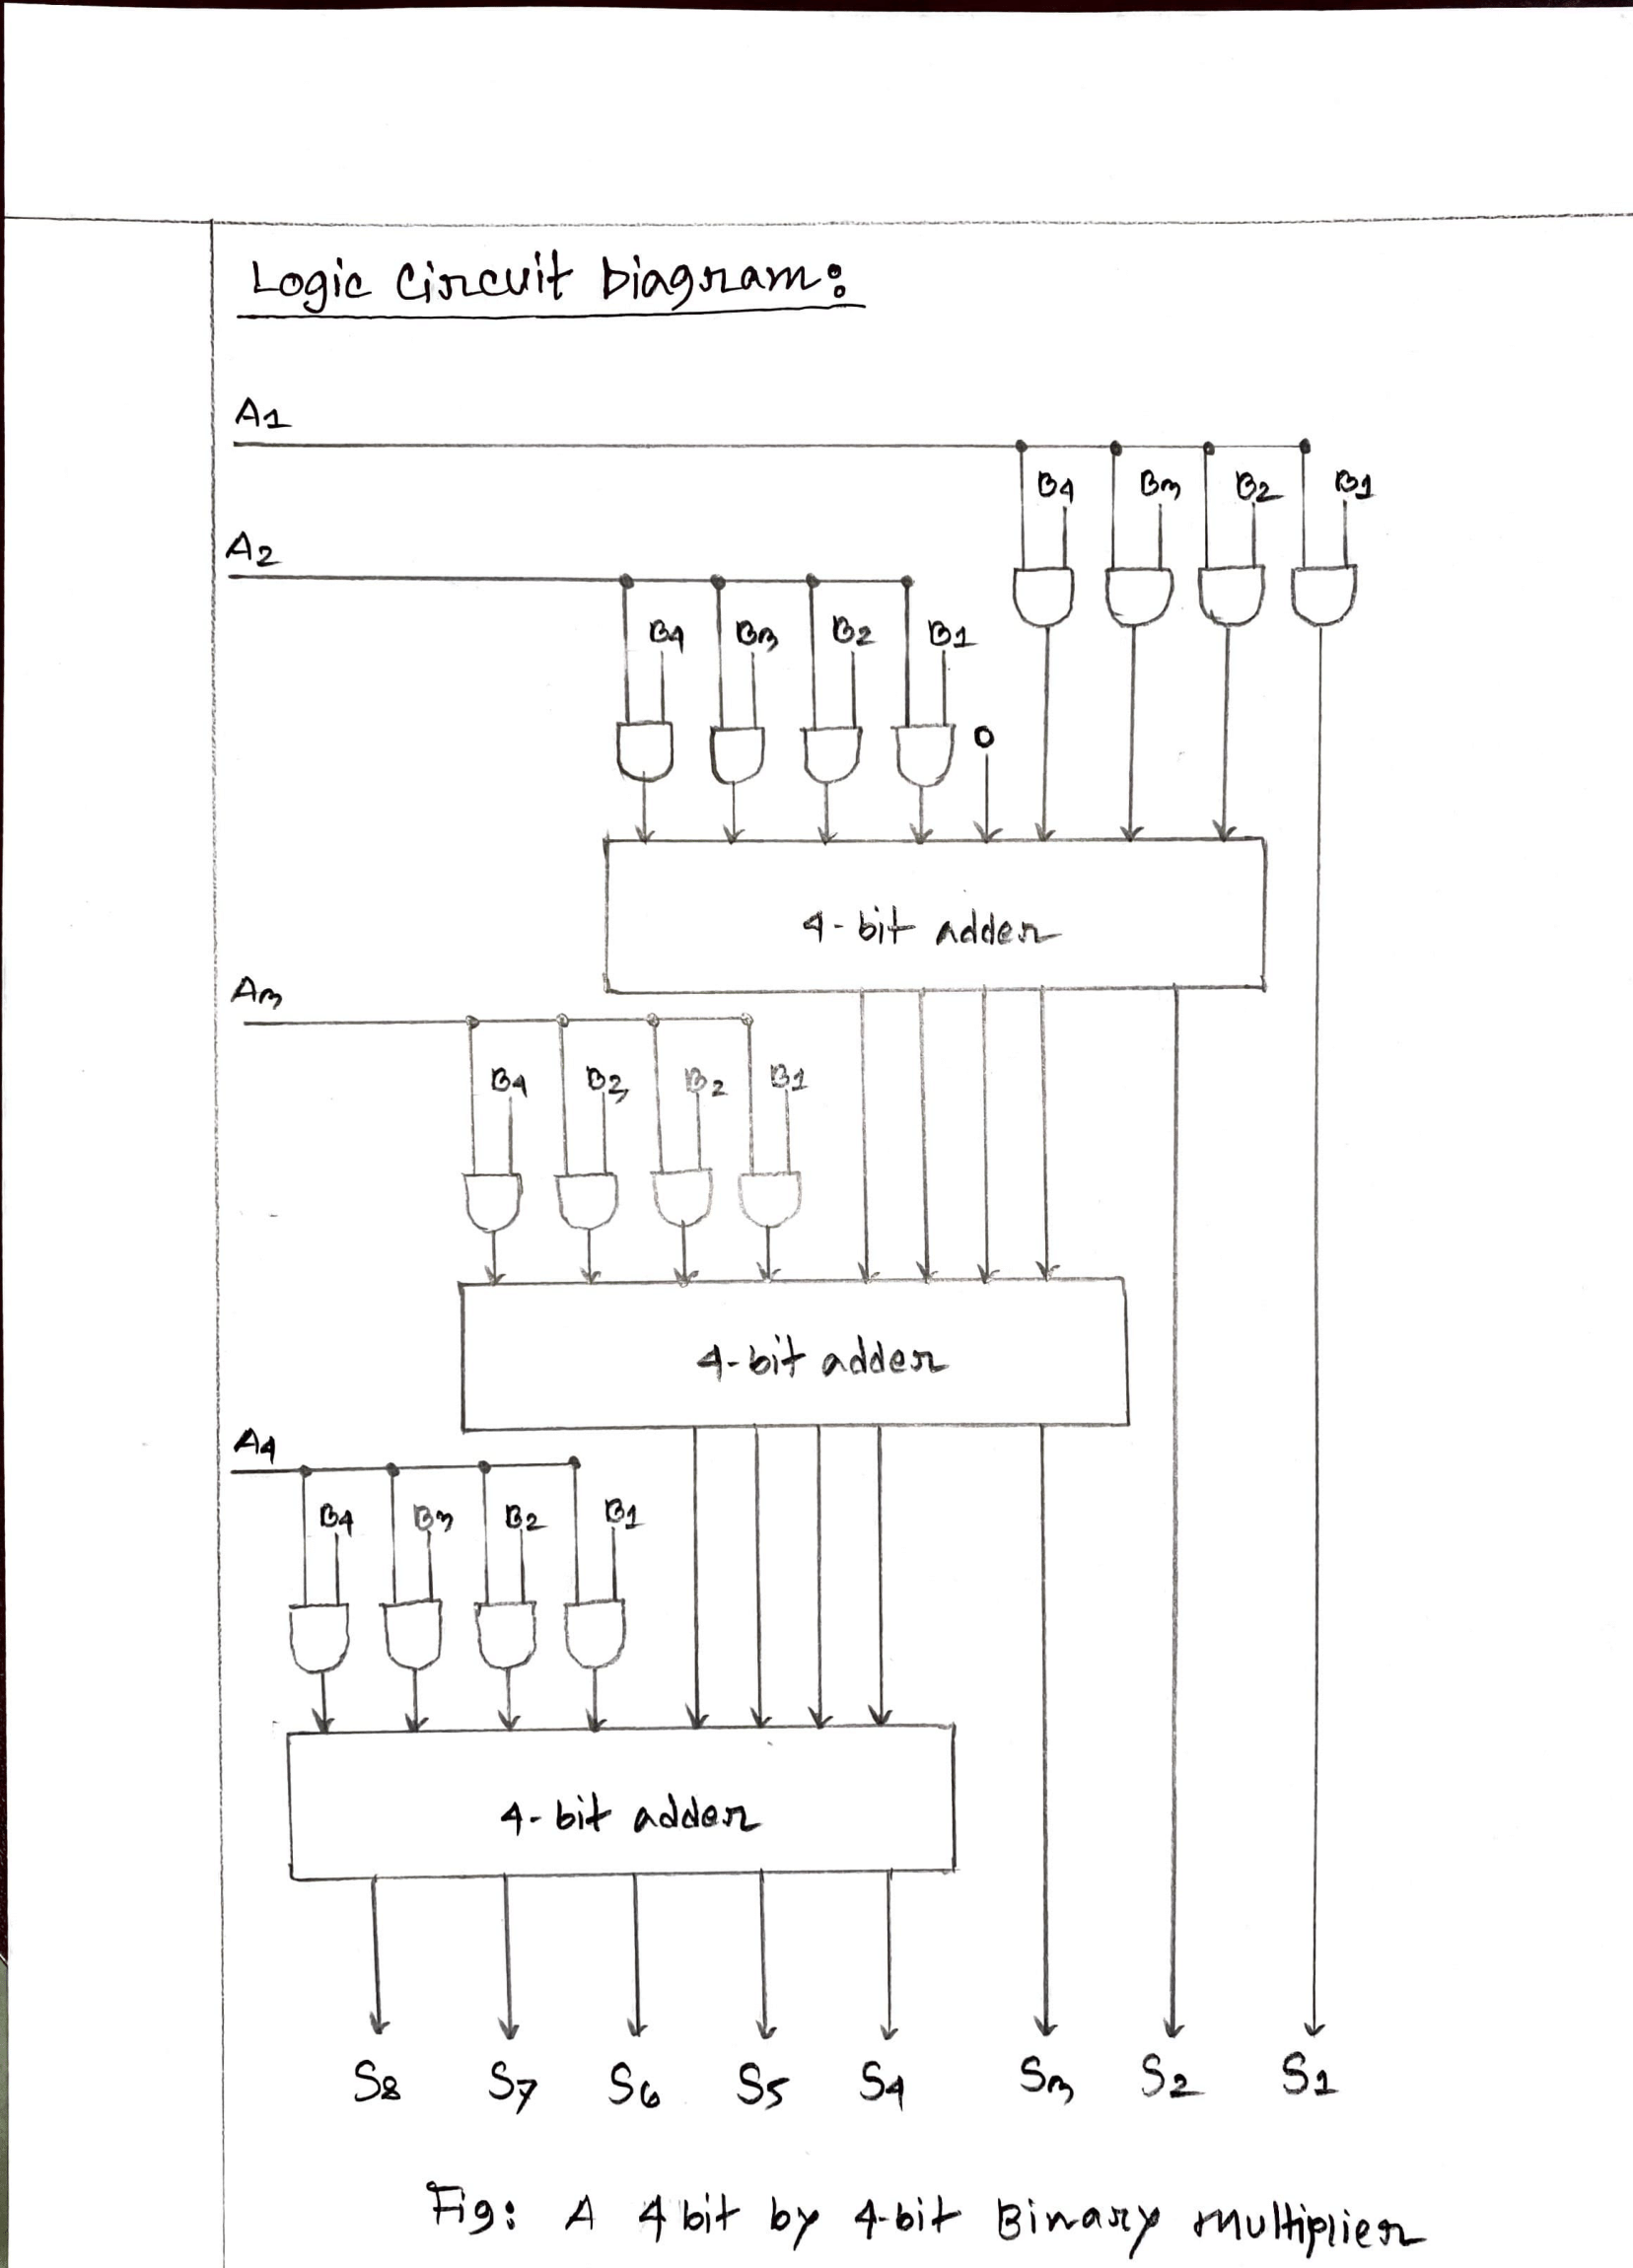 Logic Circuit Diagram:
A1
B4 B3 B2 B1
A2
B4 B3 B2 B1
0
4-bit adder
A3
B4 B3 B2 B1
4-bit adder
A4
B4 B3 B2 B1
4-bit adder
S8 S7 S6 S5 S4 S3 S2 S1
Fig: A 4 bit by 4-bit Binary Multiplier